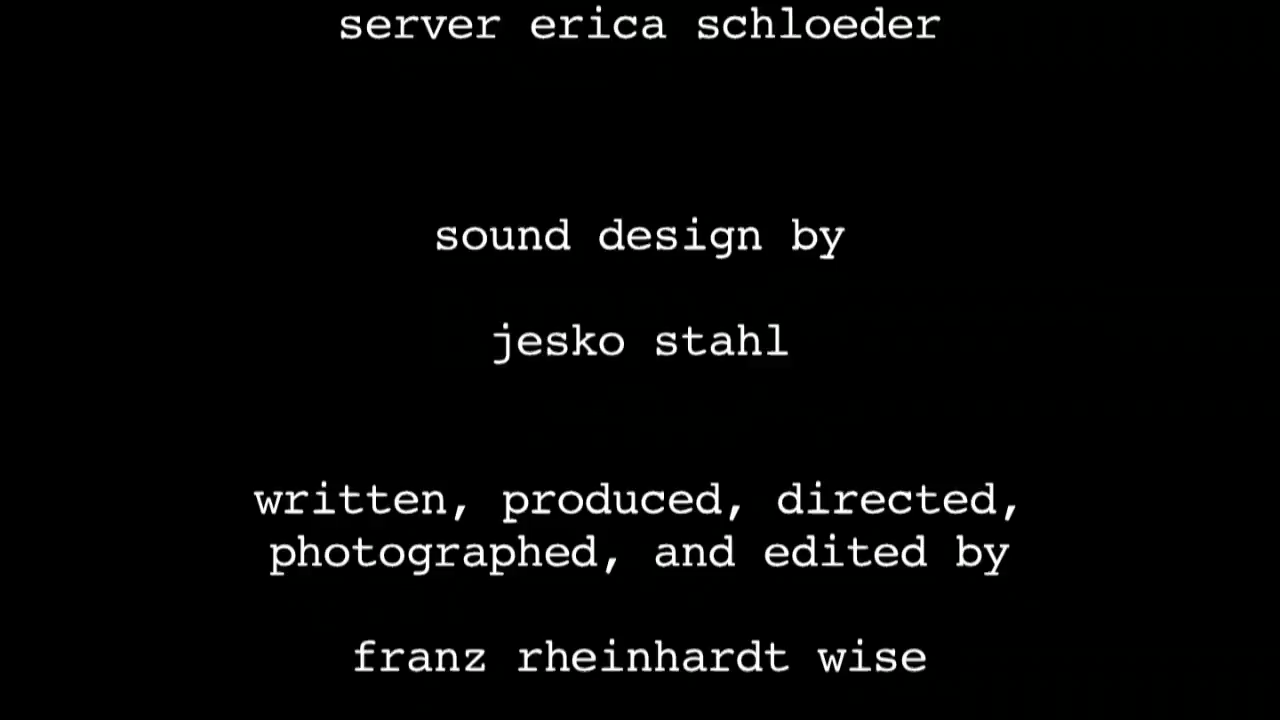 server erica schloeder
sound design by
jesko stahl
written, produced, directed,
photographed, and edited by
franz rheinhardt wise